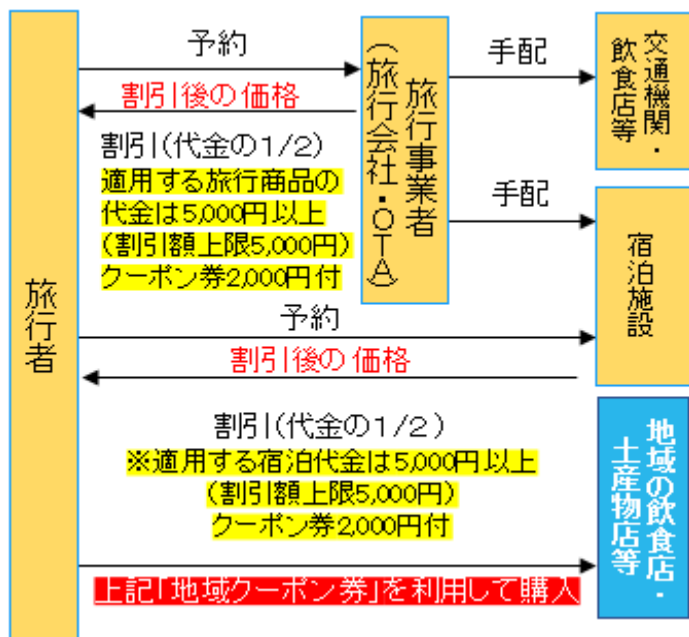 旅行者
予約
割引後の価格
割引(代金の1/2)
適用する旅行商品の
代金は5,000円以上
(割引額上限5,000円)
クーポン券2,000円付
旅行事業者
(旅行会社・OTA)
手配
交通機関・
飲食店等
手配
宿泊施設
予約
割引後の価格
割引(代金の1/2)
※適用する宿泊代金は5,000円以上
(割引額上限5,000円)
クーポン券2,000円付
地域の飲食店・
土産物店等
上記「地域クーポン券」を利用して購入